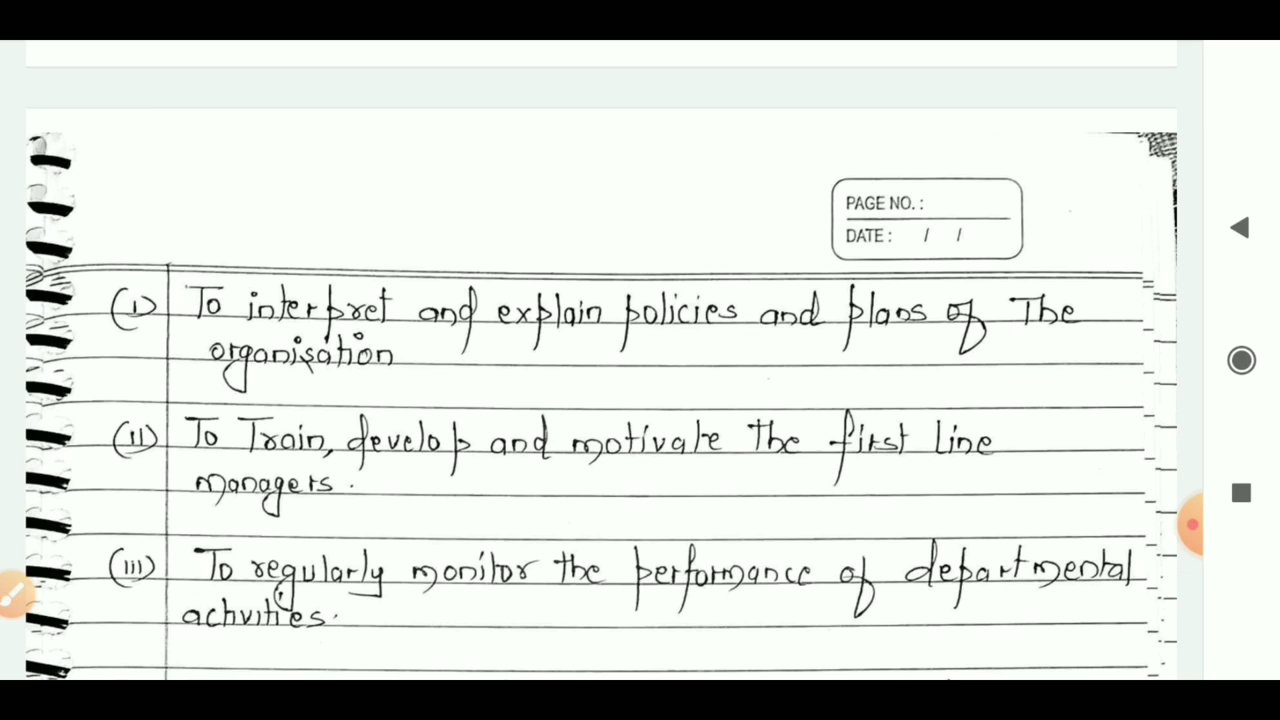 PAGE NO. :
DATE : / /
(i) To interpret and explain policies and plans of The
organisation
(ii) To Train, develop and motivate the first line
managers.
(iii) To regularly monitor the performance of departmental
activities.